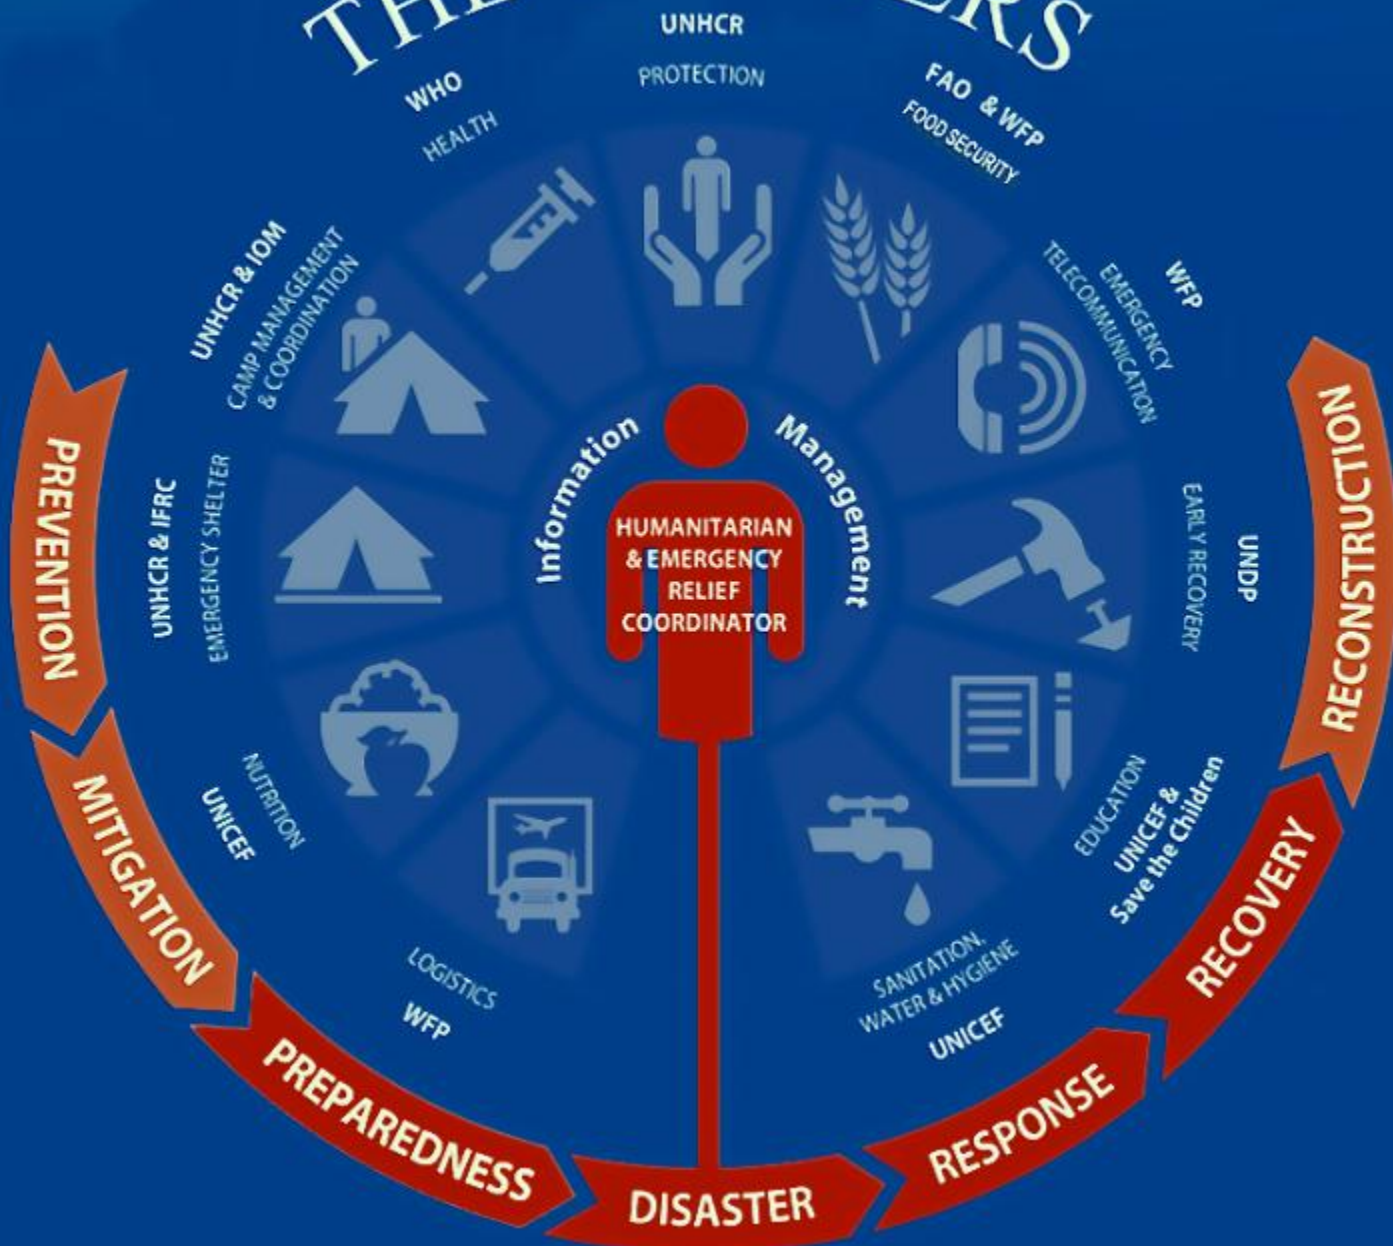 THE
ERS
UNHCR
PROTECTION
FAO & WFP
FOOD SECURITY
WFP
EMERGENCY
TELECOMMUNICATION
UNDP
EARLY RECOVERY
EDUCATION
UNICEF &
Save the Children
SANITATION,
WATER & HYGIENE
UNICEF
LOGISTICS
WFP
NUTRITION
UNICEF
UNHCR & IFRC
EMERGENCY SHELTER
UNHCR & IOM
CAMP MANAGEMENT
& COORDINATION
WHO
HEALTH
Information
Management
HUMANITARIAN
& EMERGENCY
RELIEF
COORDINATOR
PREVENTION
MITIGATION
PREPAREDNESS
DISASTER
RESPONSE
RECOVERY
RECONSTRUCTION